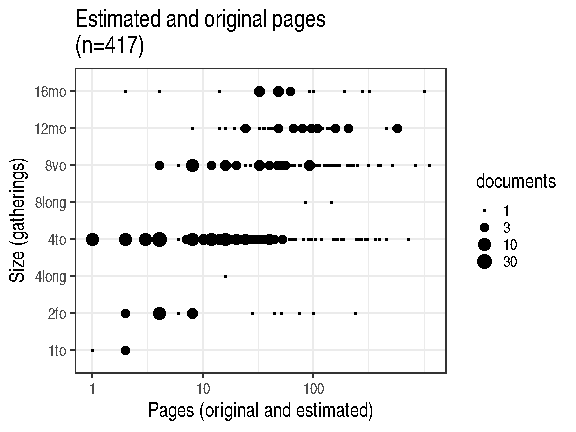 Estimated and original pages
(n=417)
Size (gatherings)
16mo
12mo
8vo
8long
4to
4long
2fo
1to
1
10
100
Pages (original and estimated)
documents
1
3
10
30